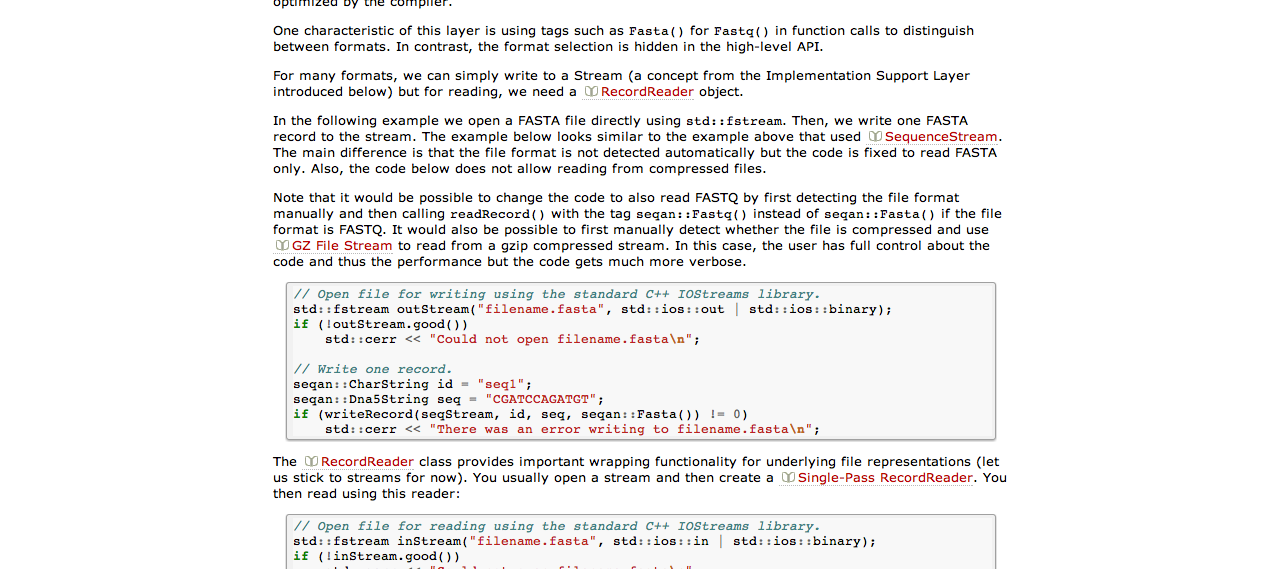 optimized by the compiler.
One characteristic of this layer is using tags such as Fasta() for Fastq() in function calls to distinguish
between formats. In contrast, the format selection is hidden in the high-level API.
For many formats, we can simply write to a Stream (a concept from the Implementation Support Layer
introduced below) but for reading, we need a RecordReader object.
In the following example we open a FASTA file directly using std::fstream. Then, we write one FASTA
record to the stream. The example below looks similar to the example above that used SequenceStream.
The main difference is that the file format is not detected automatically but the code is fixed to read FASTA
only. Also, the code below does not allow reading from compressed files.
Note that it would be possible to change the code to also read FASTQ by first detecting the file format
manually and then calling readRecord() with the tag seqan::Fastq() instead of seqan::Fasta() if the file
format is FASTQ. It would also be possible to first manually detect whether the file is compressed and use
GZ File Stream to read from a gzip compressed stream. In this case, the user has full control about the
code and thus the performance but the code gets much more verbose.
// Open file for writing using the standard C++ IOStreams library.
std::fstream outStream("filename.fasta", std::ios::out | std::ios::binary);
if (!outStream.good())
    std::cerr << "Could not open filename.fasta\n";
// Write one record.
seqan::CharString id = "seq1";
seqan::Dna5String seq = "CGATCCAGATGT";
if (writeRecord(seqStream, id, seq, seqan::Fasta()) != 0)
    std::cerr << "There was an error writing to filename.fasta\n";
The RecordReader class provides important wrapping functionality for underlying file representations (let
us stick to streams for now). You usually open a stream and then create a Single-Pass RecordReader. You
then read using this reader:
// Open file for reading using the standard C++ IOStreams library.
std::fstream inStream("filename.fasta", std::ios::in | std::ios::binary);
if (!inStream.good())